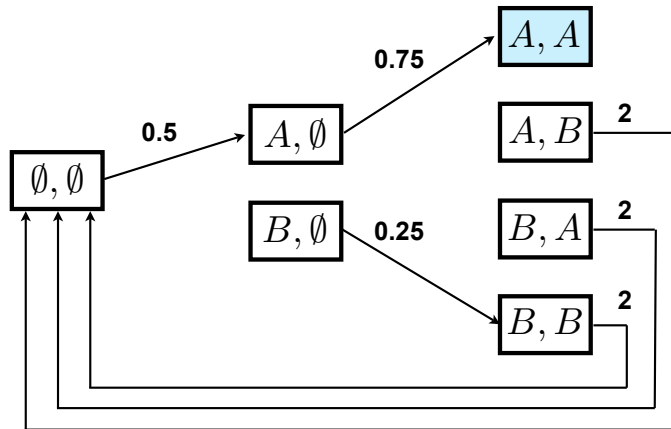 A, A
0.75
A, B
2
0.5
A, ∅
∅, ∅
B, ∅
0.25
B, A
2
B, B
2